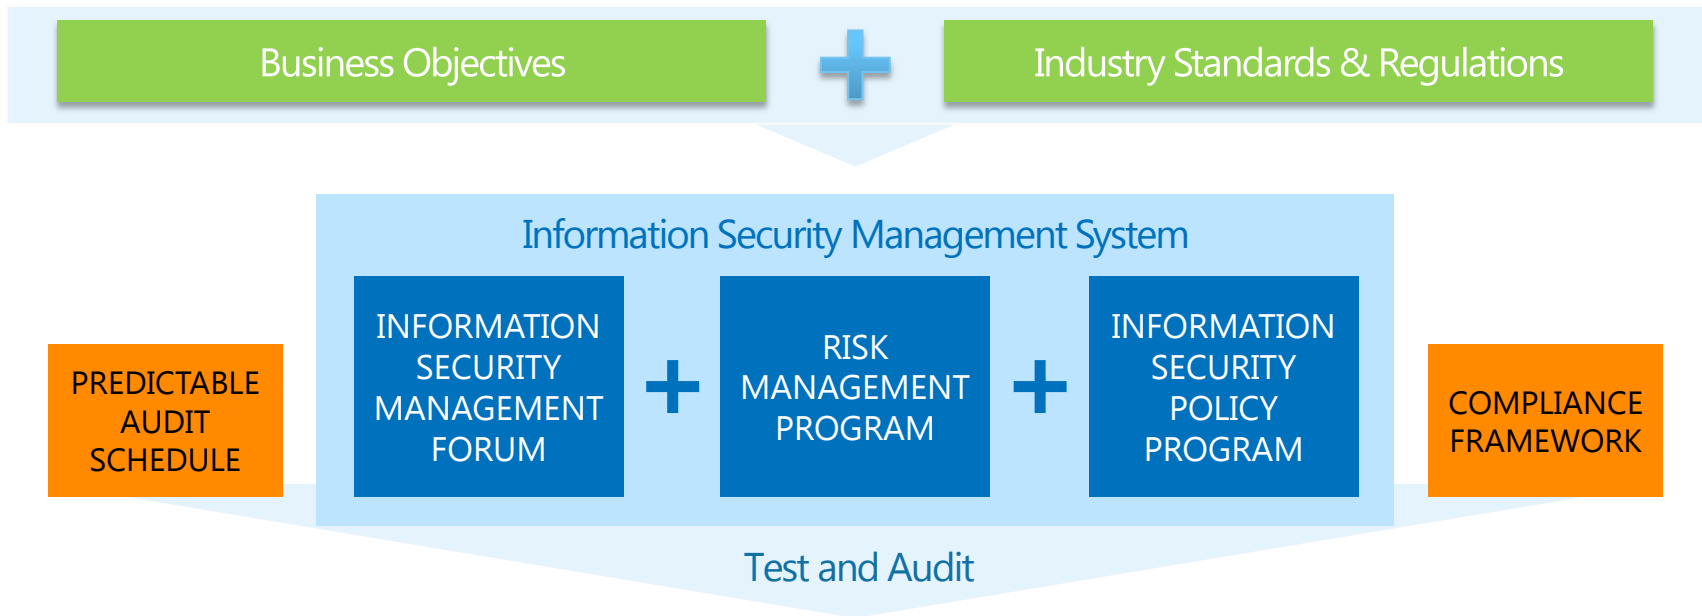 Business Objectives
Industry Standards & Regulations
Information Security Management System
INFORMATION
SECURITY
MANAGEMENT
FORUM
RISK
MANAGEMENT
PROGRAM
INFORMATION
SECURITY
POLICY
PROGRAM
PREDICTABLE
AUDIT
SCHEDULE
COMPLIANCE
FRAMEWORK
Test and Audit